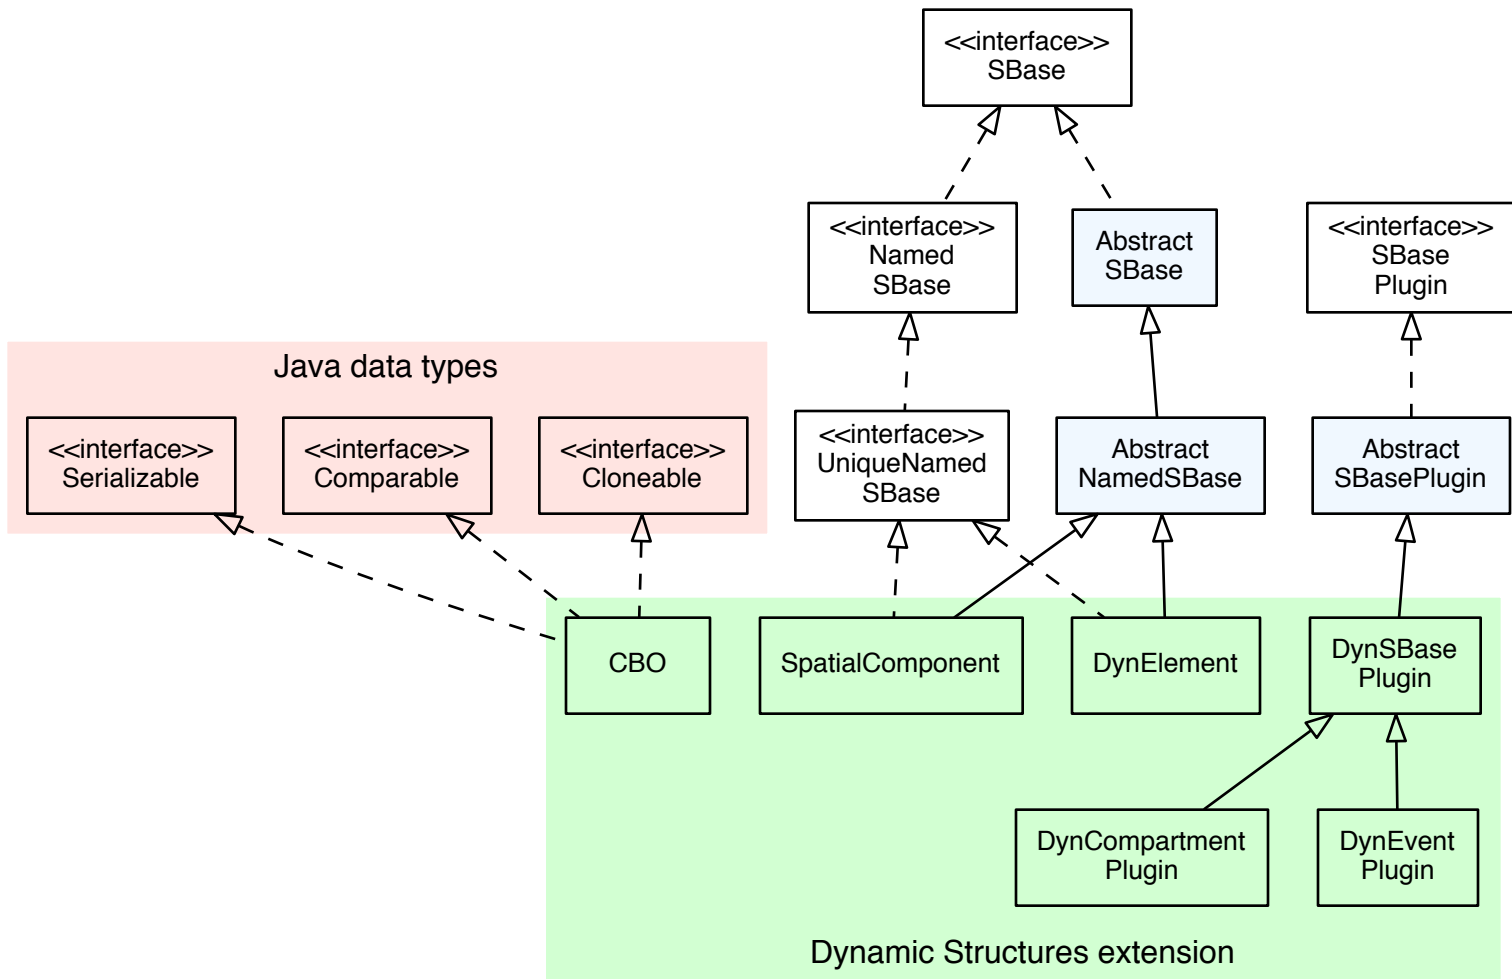 <<interface>>
SBase
<<interface>>
Named
SBase
Abstract
SBase
<<interface>>
SBase
Plugin
Java data types
<<interface>>
Serializable
<<interface>>
Comparable
<<interface>>
Cloneable
<<interface>>
UniqueNamed
SBase
Abstract
NamedSBase
Abstract
SBasePlugin
CBO
SpatialComponent
DynElement
DynSBase
Plugin
DynCompartment
Plugin
DynEvent
Plugin
Dynamic Structures extension